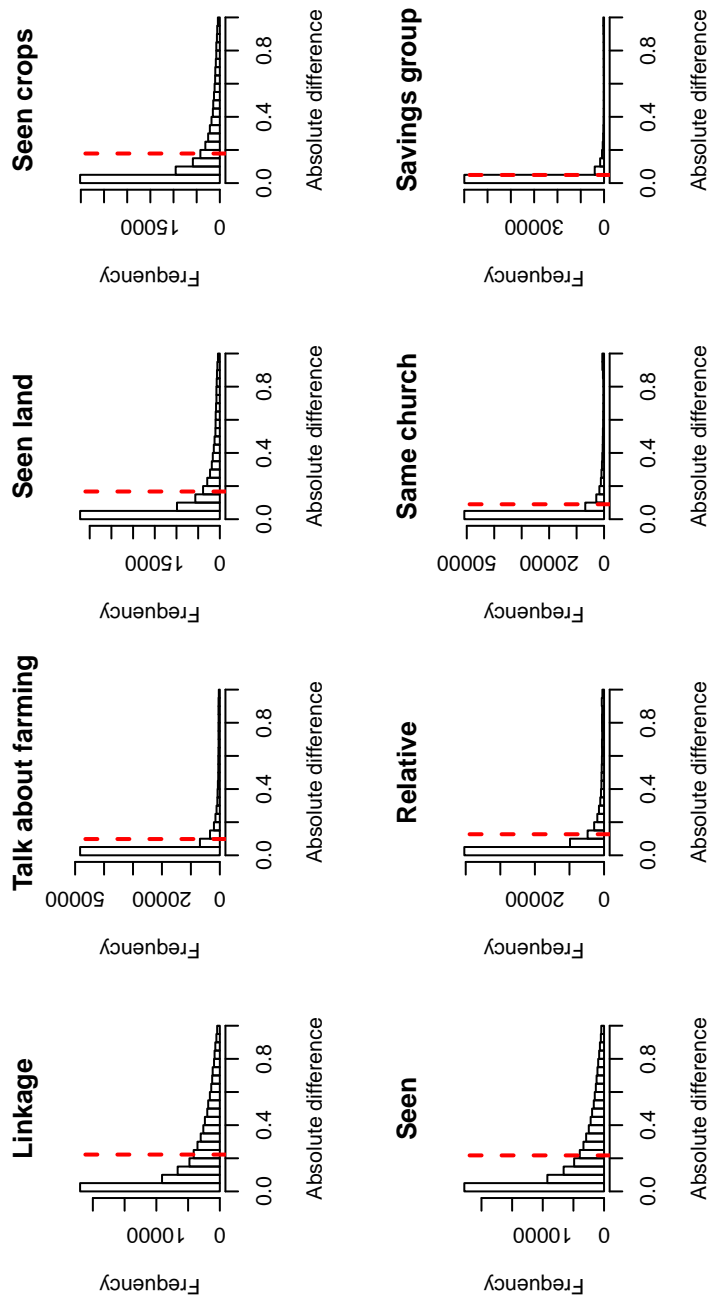 Linkage
Frequency
0 10000
0.0 0.4 0.8
Absolute difference
Talk about farming
Frequency
0 20000 50000
0.0 0.4 0.8
Absolute difference
Seen land
Frequency
0 15000
0.0 0.4 0.8
Absolute difference
Seen crops
Frequency
0 15000
0.0 0.4 0.8
Absolute difference
Seen
Frequency
0 10000
0.0 0.4 0.8
Absolute difference
Relative
Frequency
0 20000
0.0 0.4 0.8
Absolute difference
Same church
Frequency
0 20000 50000
0.0 0.4 0.8
Absolute difference
Savings group
Frequency
0 30000
0.0 0.4 0.8
Absolute difference